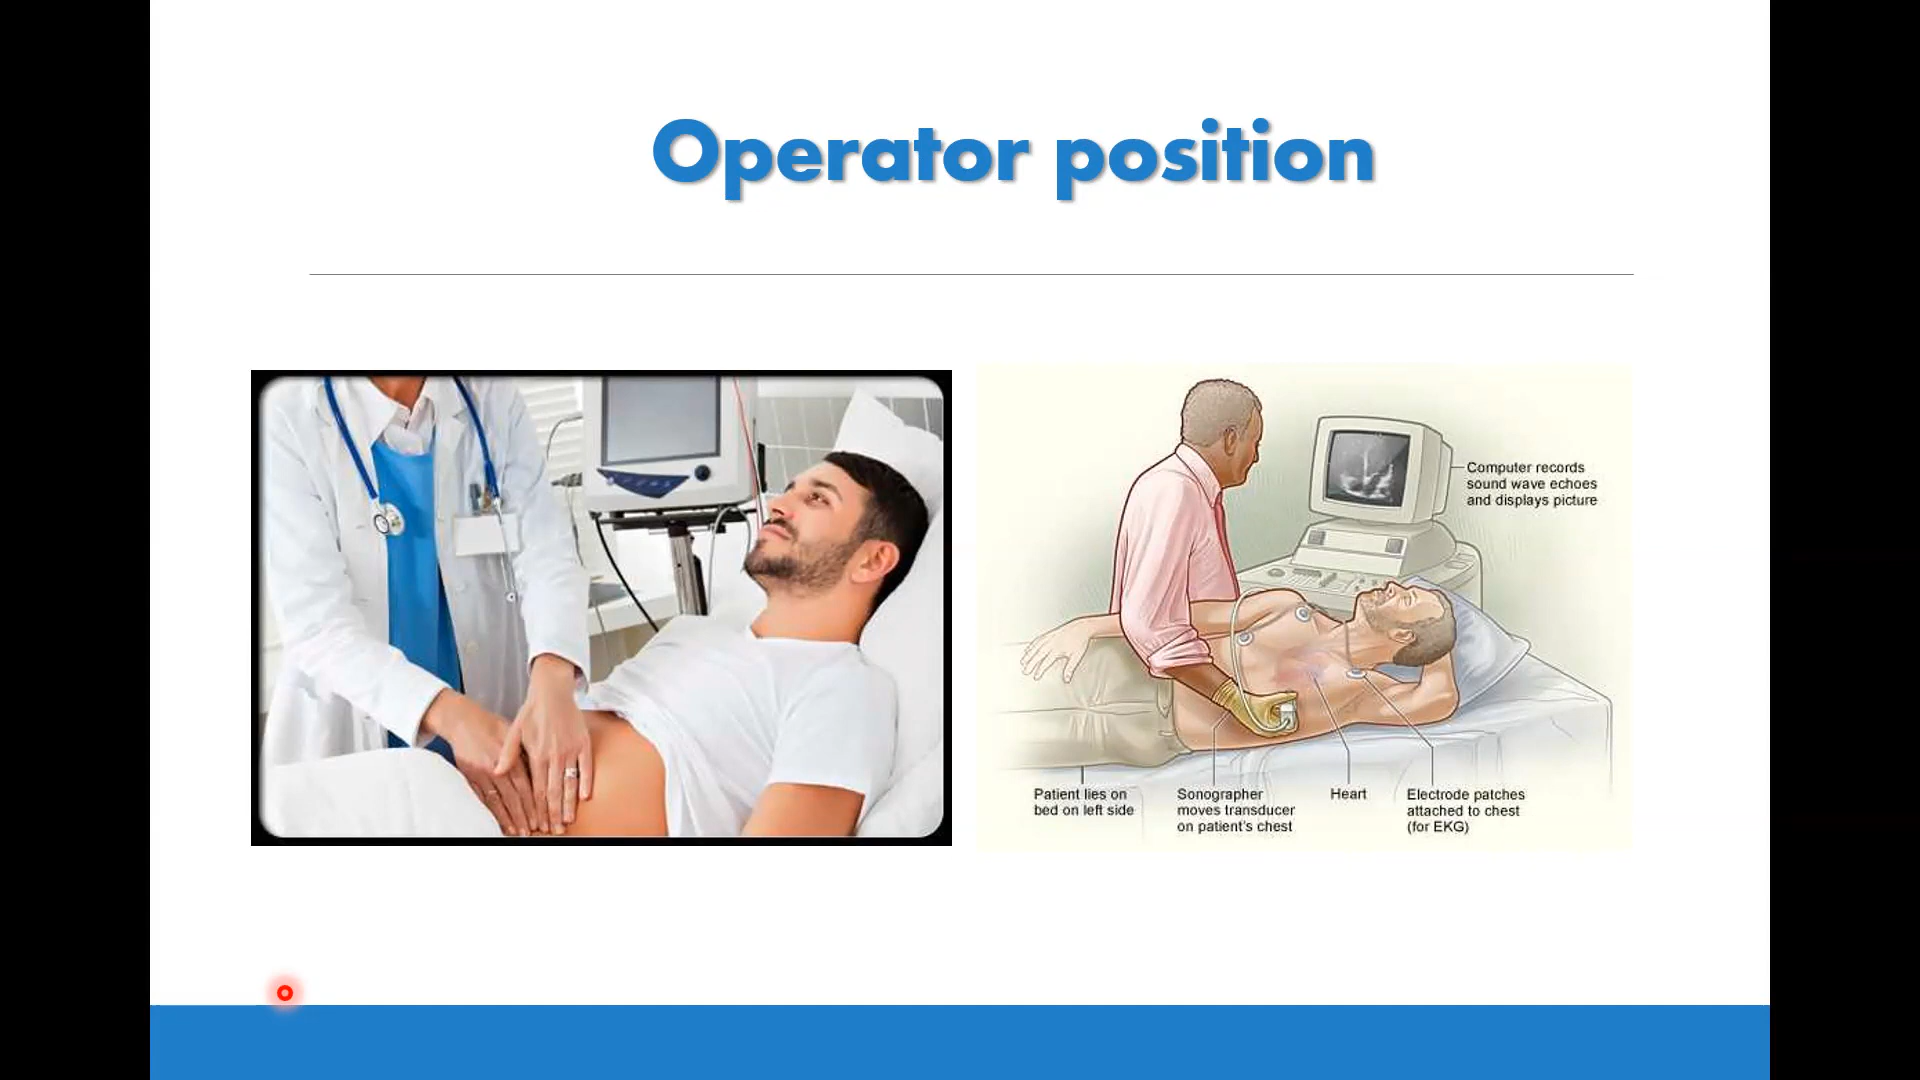 Operator position
Computer records
sound wave echoes
and displays picture
Patient lies on
bed on left side
Sonographer
moves transducer
on patient's chest
Heart
Electrode patches
attached to chest
(for EKG)